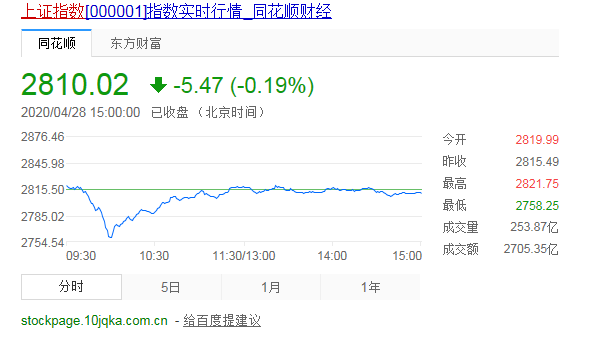 上证指数[000001]指数实时行情_同花顺财经
同花顺 东方财富
2810.02 -5.47 (-0.19%)
2020/04/28 15:00:00 已收盘 （北京时间）
2876.46
2845.98
2815.50
2785.02
2754.54
09:30 10:30 11:30/13:00 14:00 15:00
今开 2819.99
昨收 2815.49
最高 2821.75
最低 2758.25
成交量 253.87亿
成交额 2705.35亿
分时 5日 1月 1年
stockpage.10jqka.com.cn - 给百度提建议